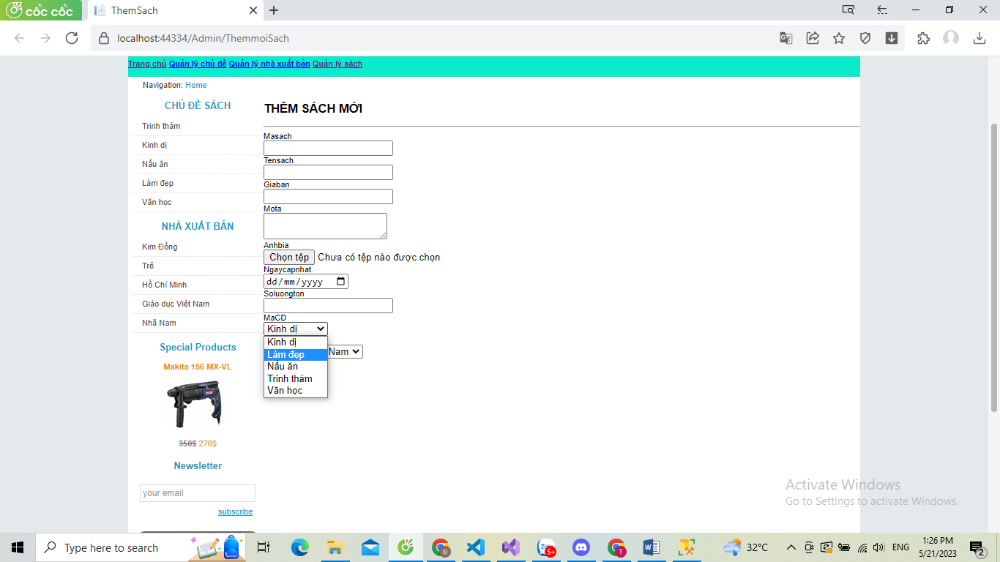 cốc cốc
ThemSach
localhost:44334/Admin/ThemmoiSach
Trang chủ Quản lý chủ đề Quản lý nhà xuất bản Quản lý sách
Navigation: Home
CHỦ ĐỀ SÁCH
Trinh thám
Kinh dị
Nấu ăn
Làm đẹp
Văn học
NHÀ XUẤT BẢN
Kim Đồng
Trẻ
Hồ Chí Minh
Giáo dục Việt Nam
Nhã Nam
Special Products
Makita 156 MX-VL
350$ 270$
Newsletter
your email
subscribe
THÊM SÁCH MỚI
Masach
Tensach
Giaban
Mota
Anhbia
Chọn tệp Chưa có tệp nào được chọn
Ngaycapnhat
dd/mm/yyyy
Soluongton
MaCD
Kinh dị
Kinh dị
Làm đẹp
Nam
Nấu ăn
Trinh thám
Văn học
Activate Windows
Go to Settings to activate Windows.
Type here to search
Zalo
5+
Đ
T
32°C
ENG
1:26 PM
5/21/2023
2